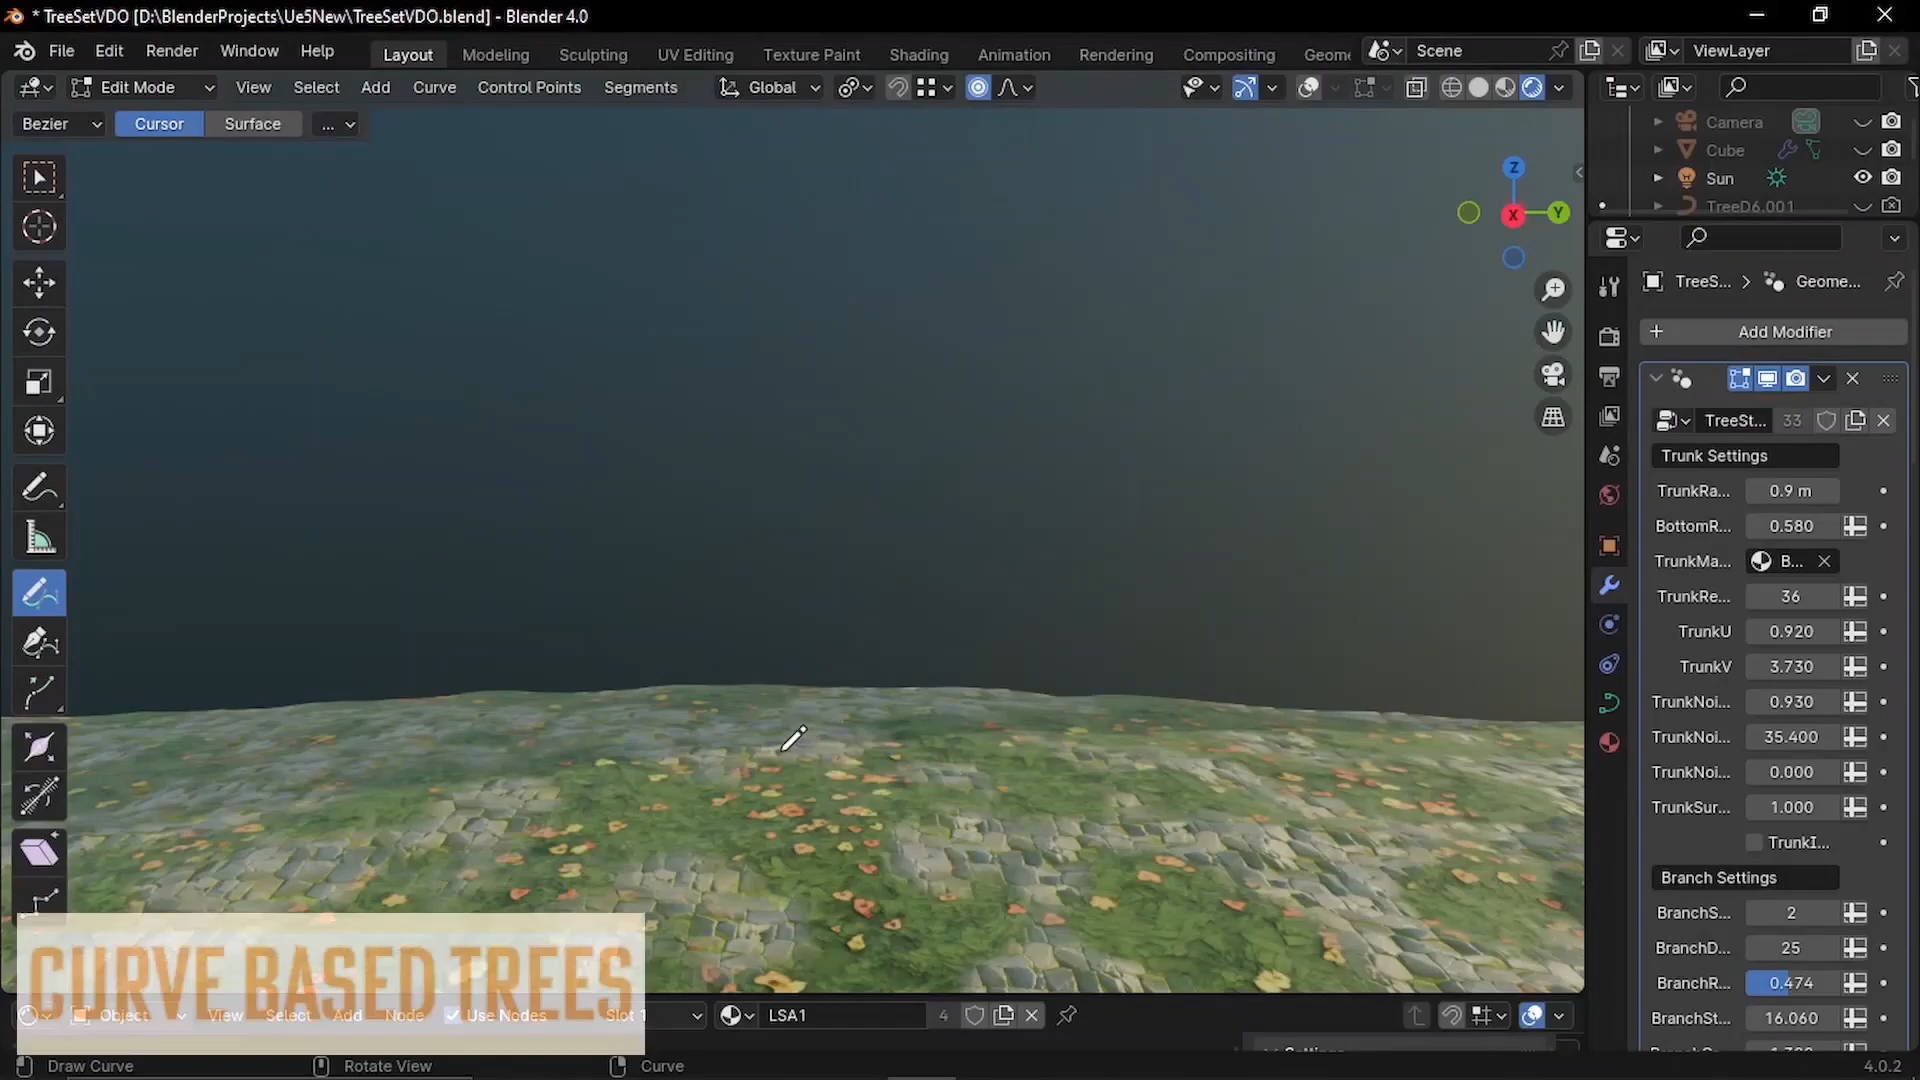 * TreeSetVDO [D:\BlenderProjects\Ue5New\TreeSetVDO.blend] - Blender 4.0
File Edit Render Window Help Layout Modeling Sculpting UV Editing Texture Paint Shading Animation Rendering Compositing Geome Scene ViewLayer
Edit Mode View Select Add Curve Control Points Segments Global
Bezier Cursor Surface ...
Camera
Cube
Sun
TreeD6.001
Z
X
Y
TreeS... Geome...
+ Add Modifier
TreeSt... 33
Trunk Settings
TrunkRa... 0.9 m
BottomR... 0.580
TrunkMa... B...
TrunkRe... 36
TrunkU 0.920
TrunkV 3.730
TrunkNoi... 0.930
TrunkNoi... 35.400
TrunkNoi... 0.000
TrunkSur... 1.000
TrunkI...
Branch Settings
BranchS... 2
BranchD... 25
BranchR... 0.474
BranchSt... 16.060
CURVE BASED TREES
Object View Select Add Node Use Nodes Slot 1 LSA1 4
Draw Curve Rotate View Curve 4.0.2